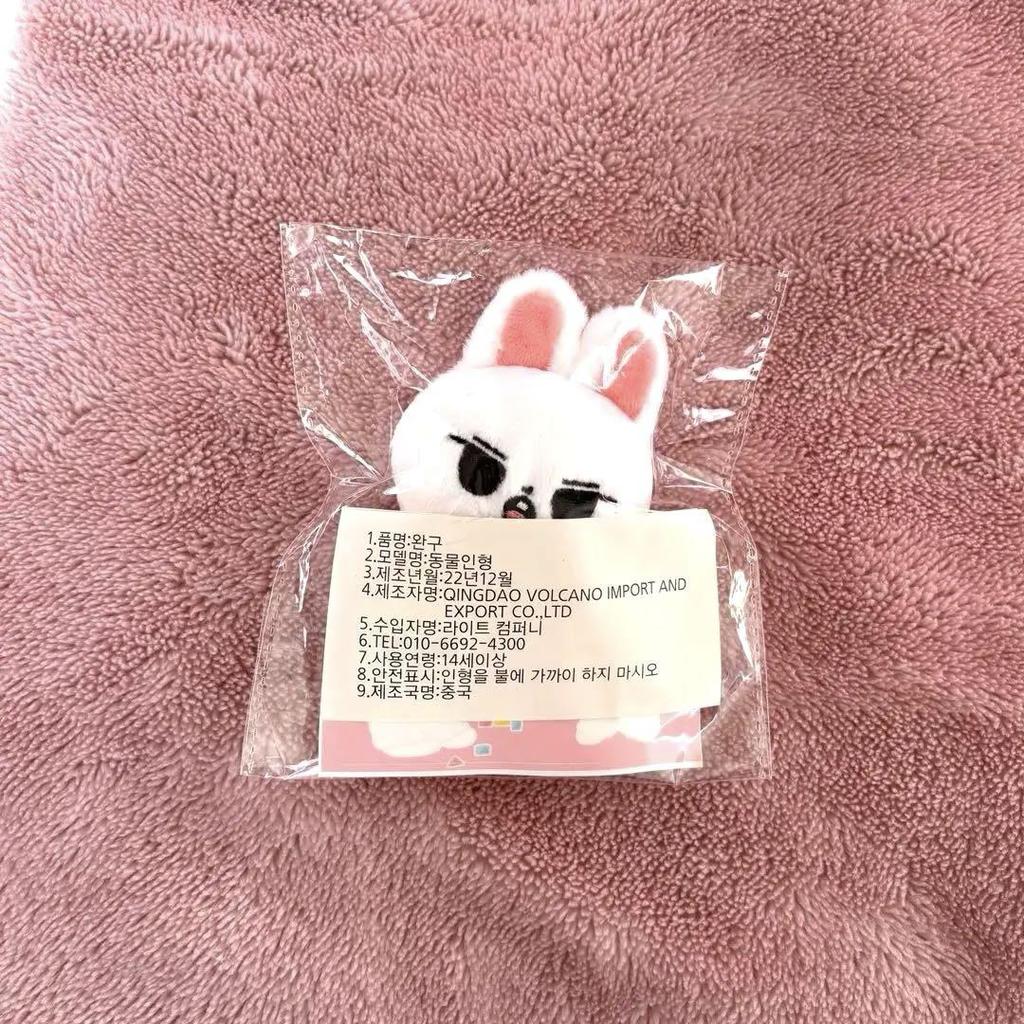 1.품명:완구
2.모델명:동물인형
3.제조년월:22년12월
4.제조자명:QINGDAO VOLCANO IMPORT AND
EXPORT CO.,LTD
5.수입자명:라이트 컴퍼니
6.TEL:010-6692-4300
7.사용연령:14세이상
8.안전표시:인형을 불에 가까이 하지 마시오
9.제조국명:중국